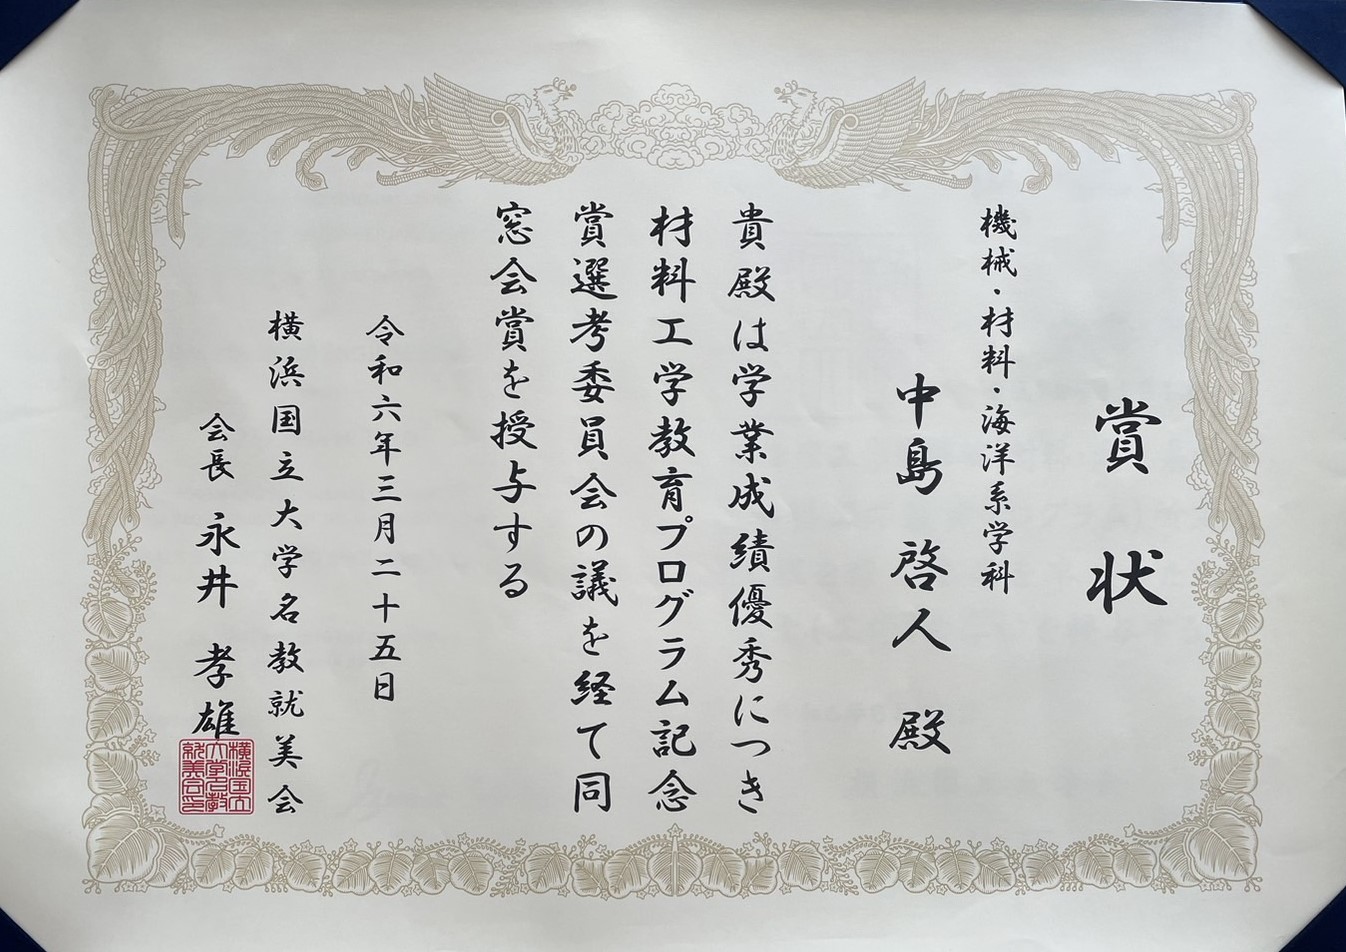 賞状
機械・材料・海洋系学科
中島 啓人 殿
貴殿は学業成績優秀につき
材料工学教育プログラム記念
賞選考委員会の議を経て同
窓会賞を授与する
令和六年三月二十五日
横浜国立大学名教就美会
会長 永井 孝雄
横浜国立
大学名教
就美会印